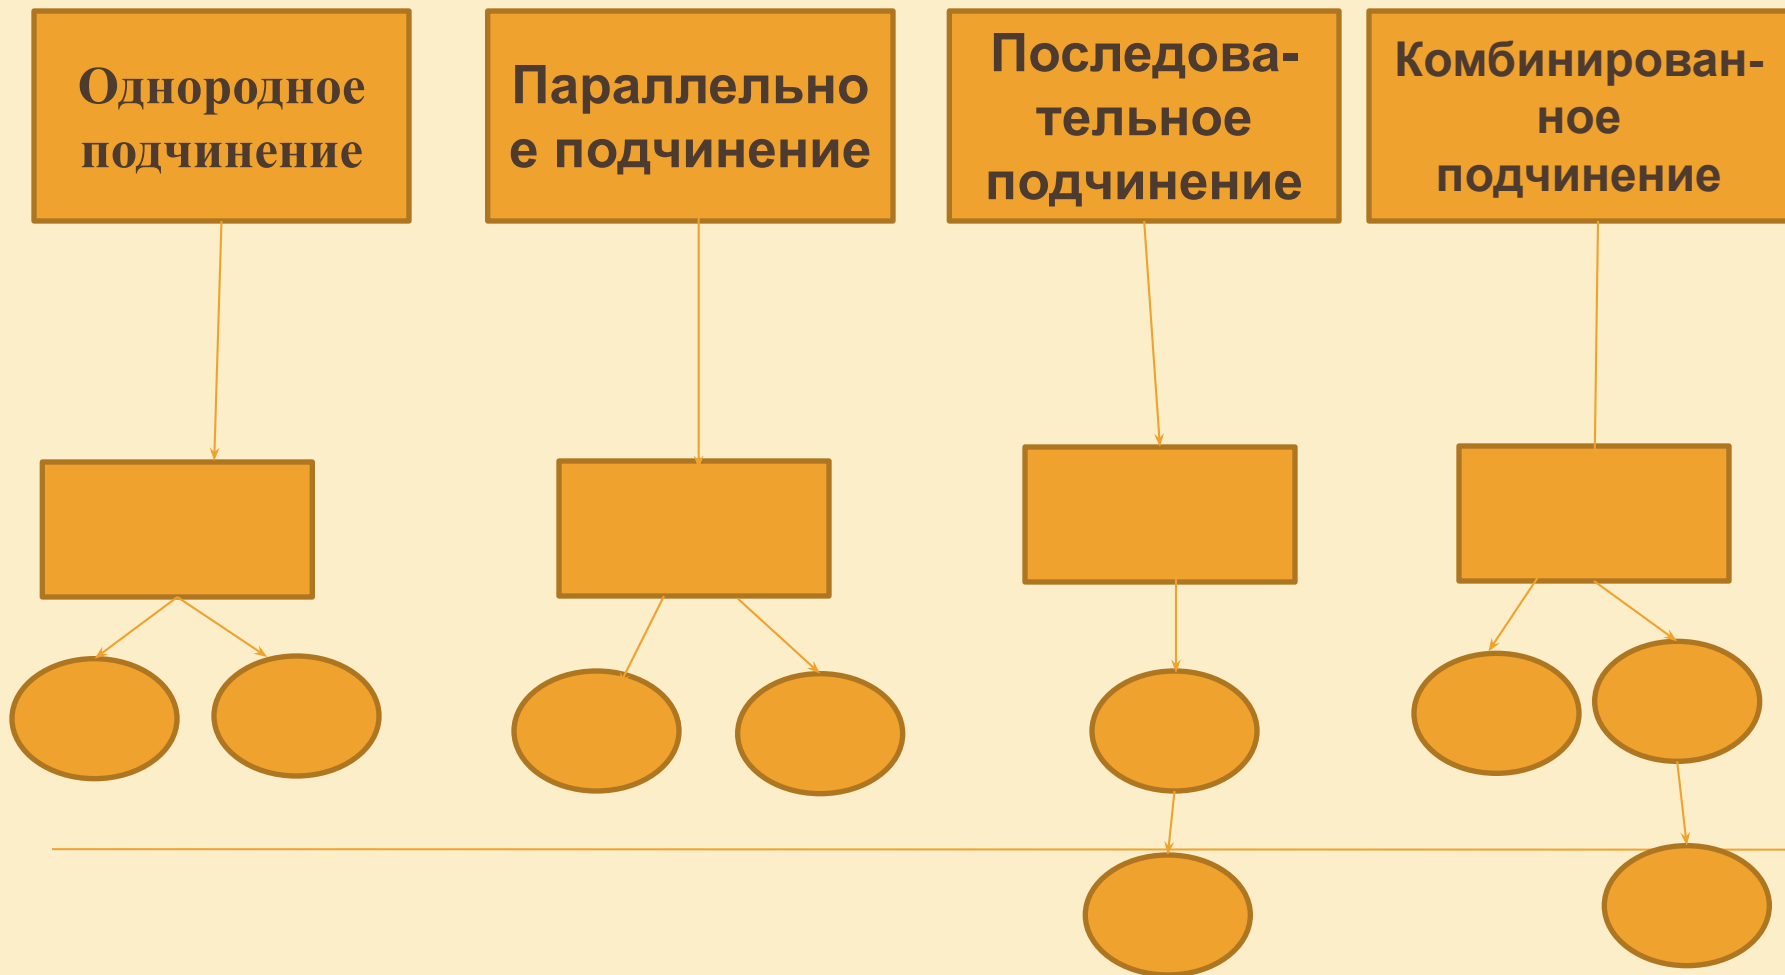 Однородное
подчинение
Параллельно
е подчинение
Последова-
тельное
подчинение
Комбинирован-
ное
подчинение